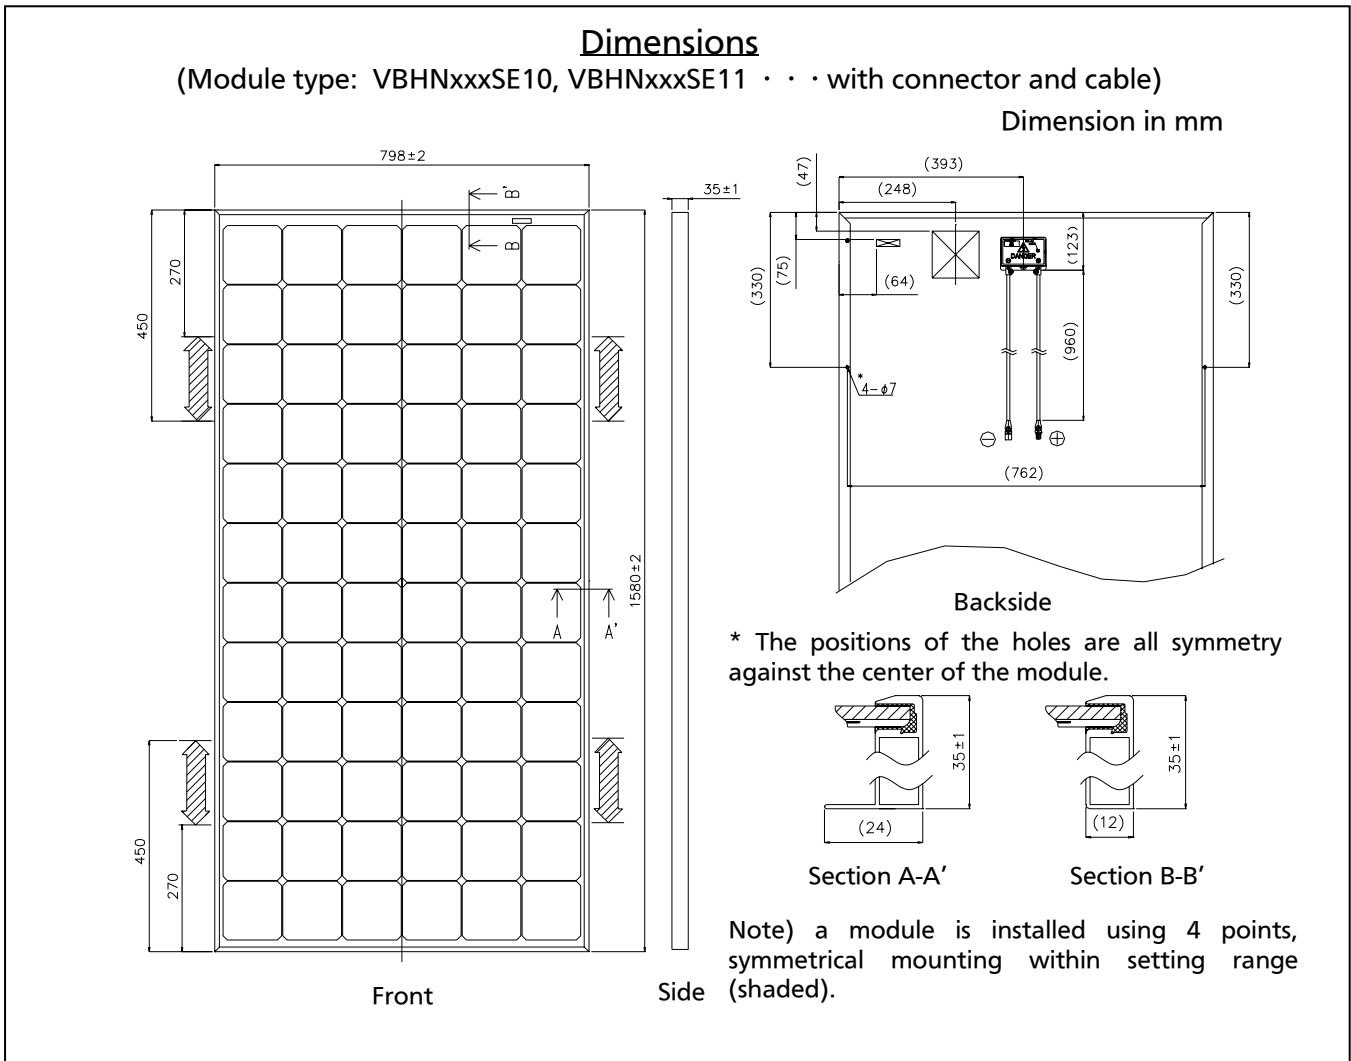 Dimensions
(Module type: VBHNxxxSE10, VBHNxxxSE11 · · · with connector and cable)
Dimension in mm
798±2
B'
B
270
450
A
A'
1580±2
450
270
Front
35±1
Side
(47)
(393)
(248)
(330)
(75)
(64)
DANGER
(123)
(330)
(960)
*
4-φ7
⊖ ⊕
(762)
Backside
* The positions of the holes are all symmetry
against the center of the module.
35±1
(24)
Section A-A’
35±1
(12)
Section B-B’
Note) a module is installed using 4 points,
symmetrical mounting within setting range
(shaded).